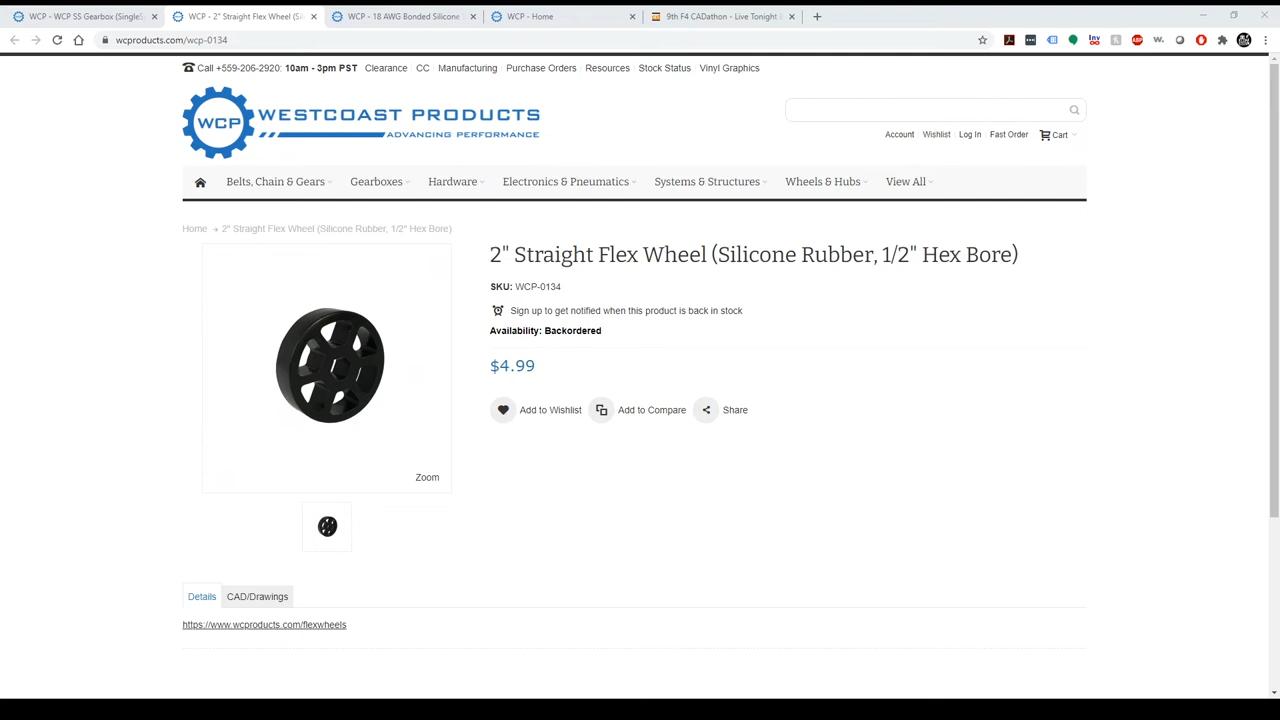 WCP - WCP SS Gearbox (SingleSp
WCP - 2" Straight Flex Wheel (Sil
WCP - 18 AWG Bonded Silicone
WCP - Home
9th F4 CADathon - Live Tonight
wcproducts.com/wcp-0134
Call +559-206-2920: 10am - 3pm PST Clearance CC Manufacturing Purchase Orders Resources Stock Status Vinyl Graphics
WCP WESTCOAST PRODUCTS
ADVANCING PERFORMANCE
Account Wishlist Log In Fast Order Cart
Belts, Chain & Gears Gearboxes Hardware Electronics & Pneumatics Systems & Structures Wheels & Hubs View All
Home → 2" Straight Flex Wheel (Silicone Rubber, 1/2" Hex Bore)
2" Straight Flex Wheel (Silicone Rubber, 1/2" Hex Bore)
SKU: WCP-0134
Sign up to get notified when this product is back in stock
Availability: Backordered
$4.99
Add to Wishlist Add to Compare Share
Zoom
Details CAD/Drawings
https://www.wcproducts.com/flexwheels